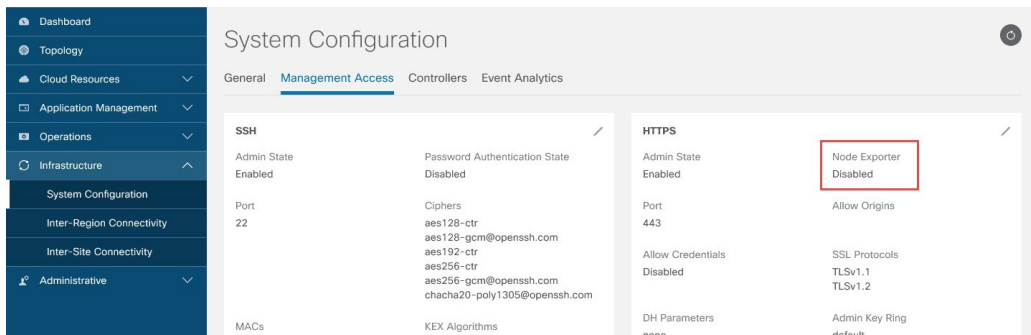 Dashboard
Topology
Cloud Resources
Application Management
Operations
Infrastructure
System Configuration
Inter-Region Connectivity
Inter-Site Connectivity
Administrative
System Configuration
General Management Access Controllers Event Analytics
SSH
Admin State Password Authentication State
Enabled Disabled
Port Ciphers
22 aes128-ctr
aes128-gcm@openssh.com
aes192-ctr
aes256-ctr
aes256-gcm@openssh.com
chacha20-poly1305@openssh.com
MACs KEX Algorithms
HTTPS
Admin State Node Exporter
Enabled Disabled
Port Allow Origins
443
Allow Credentials SSL Protocols
Disabled TLSv1.1
TLSv1.2
DH Parameters Admin Key Ring
none default